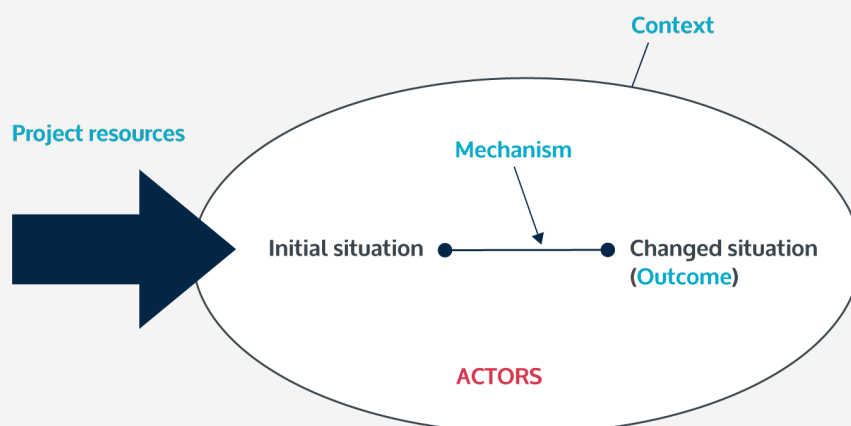 Context
Project resources
Mechanism
Initial situation
Changed situation
(Outcome)
ACTORS